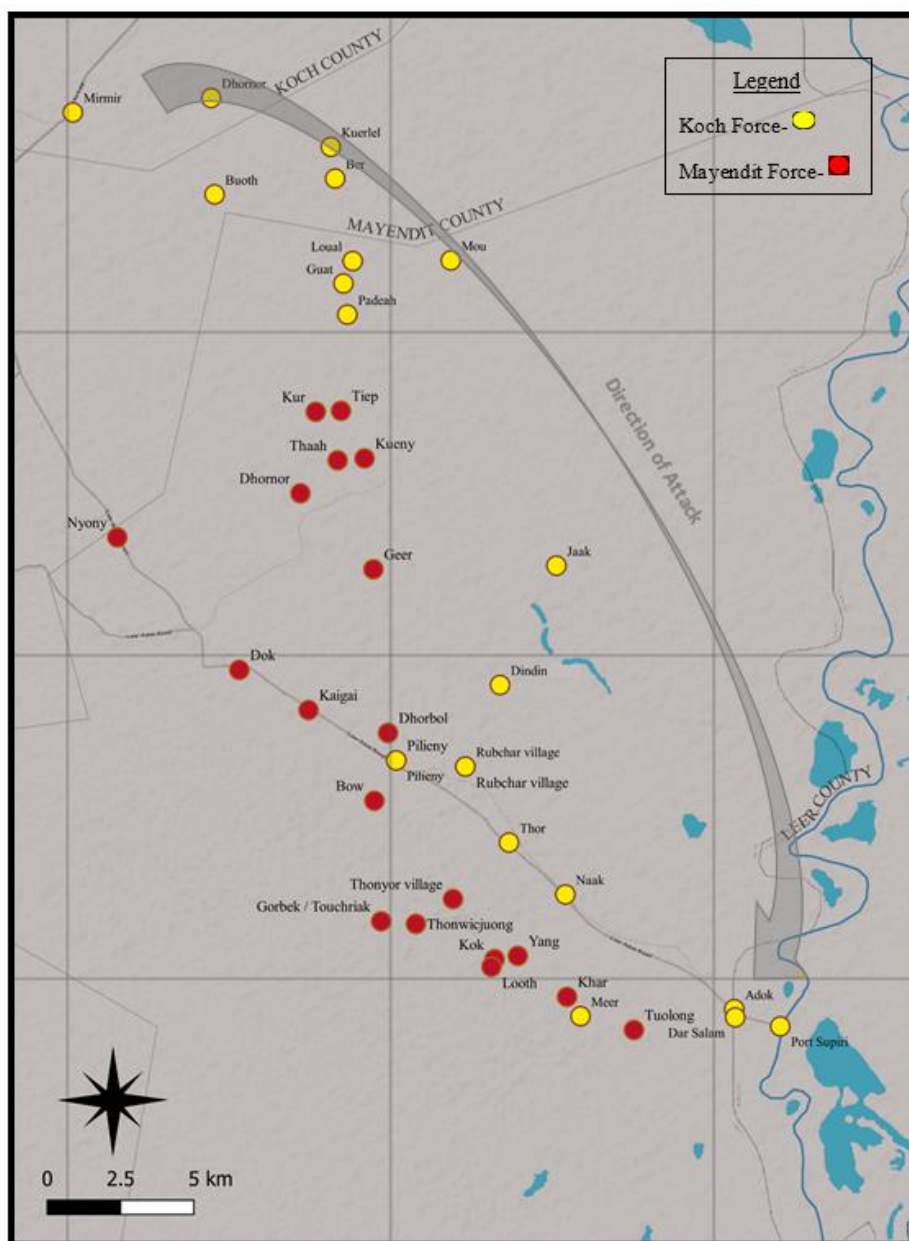 Legend
Koch Force-
Mayendit Force-
KOCH COUNTY
Dhornor
Mirmir
Kuerlel
Ber
Buoth
MAYENDIT COUNTY
Loual
Mou
Guat
Padeah
Kur
Tiep
Direction of Attack
Thaah
Kueny
Dhornor
Nyony
Geer
Jaak
Dok
Dindin
Kaigai
Dhorbol
Pilieny
Rubchar village
Pilieny
Rubchar village
Bow
LEER COUNTY
Thor
Thonyor village
Naak
Gorbek / Touchriak
Thonwicjuong
Kok
Yang
Looth
Khar
Meer
Adok
Tuolong
Dar Salam
Port Supiri
0 2.5 5 km